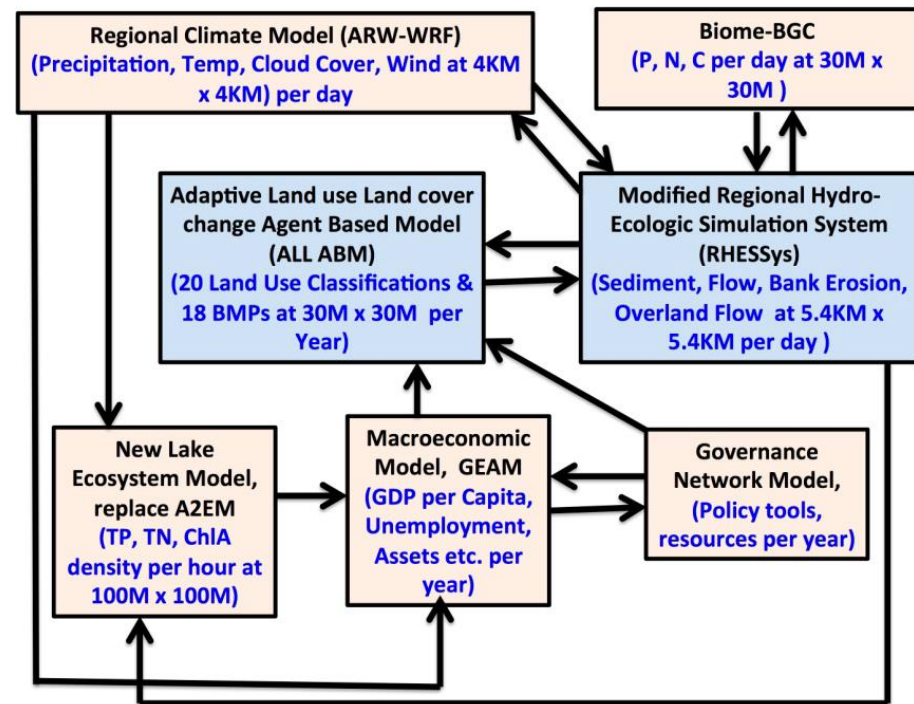 Regional Climate Model (ARW-WRF)
(Precipitation, Temp, Cloud Cover, Wind at 4KM
x 4KM) per day
Biome-BGC
(P, N, C per day at 30M x
30M )
Adaptive Land use Land cover
change Agent Based Model
(ALL ABM)
(20 Land Use Classifications &
18 BMPs at 30M x 30M per
Year)
Modified Regional Hydro-
Ecologic Simulation System
(RHESSys)
(Sediment, Flow, Bank Erosion,
Overland Flow at 5.4KM x
5.4KM per day )
New Lake
Ecosystem Model,
replace A2EM
(TP, TN, ChlA
density per hour at
100M x 100M)
Macroeconomic
Model, GEAM
(GDP per Capita,
Unemployment,
Assets etc. per
year)
Governance
Network Model,
(Policy tools,
resources per year)